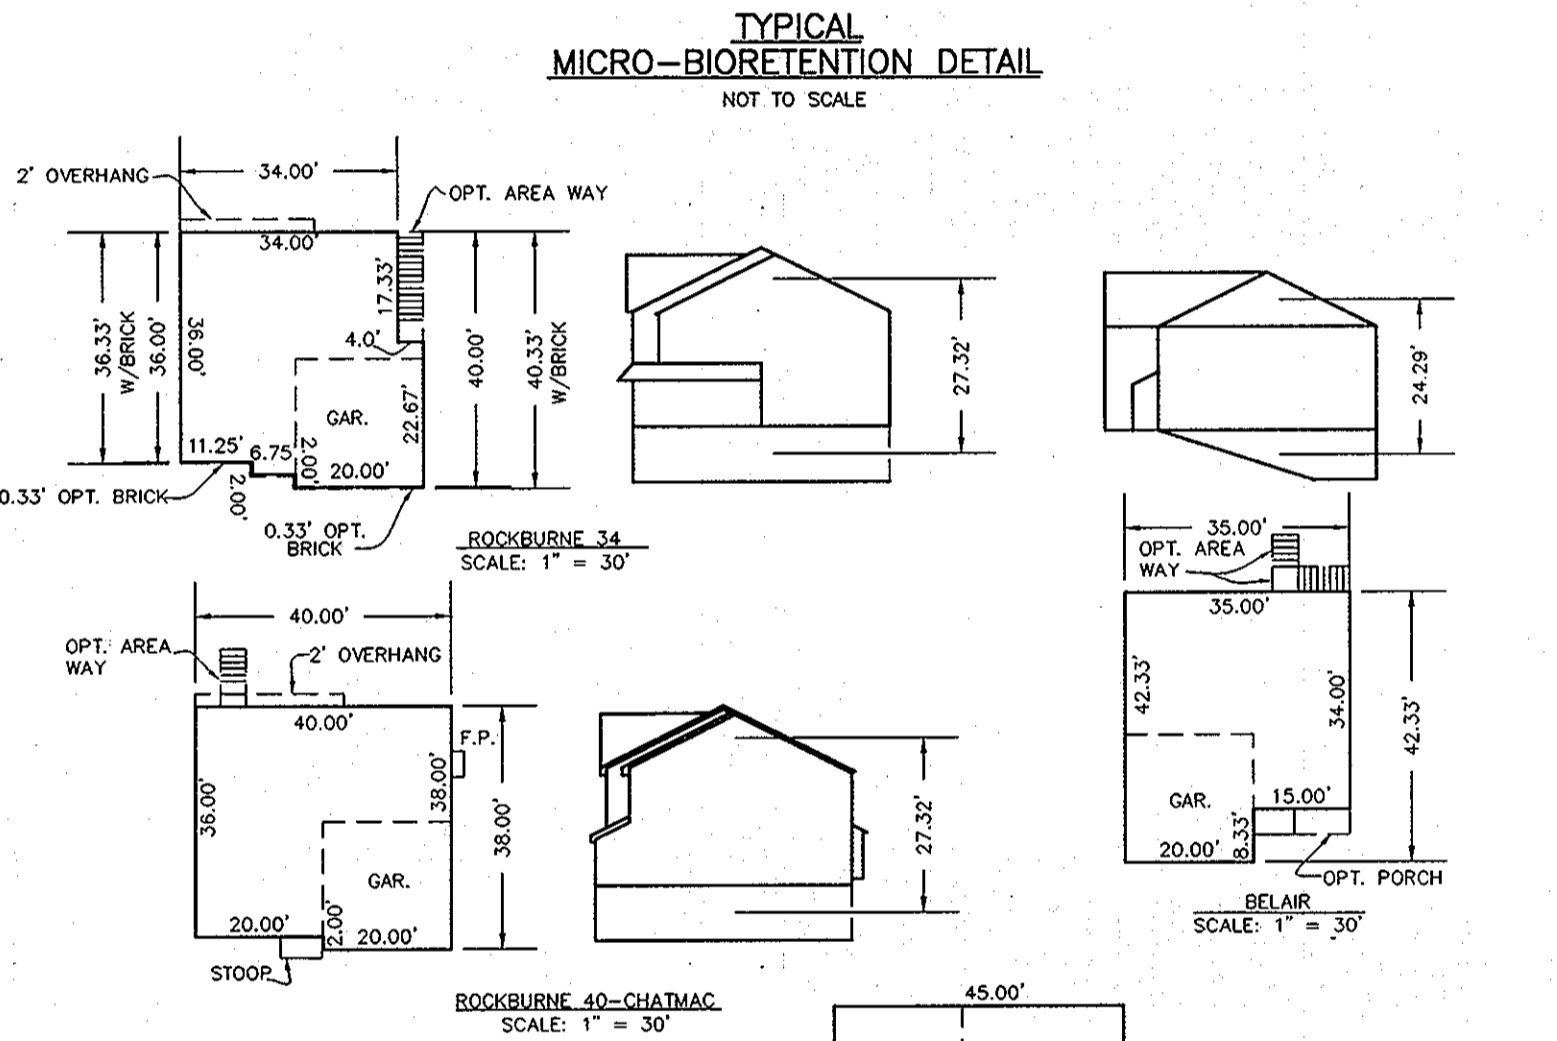 TYPICAL
MICRO-BIORETENTION DETAIL
NOT TO SCALE
34.00'
2' OVERHANG
OPT. AREA WAY
34.00'
17.33'
4.0'
36.33'
W/BRICK
36.00'
36.00'
40.00'
40.33'
W/BRICK
GAR.
22.67'
11.25'
6.75
2.00'
20.00'
2.00'
0.33' OPT. BRICK
0.33' OPT.
BRICK
ROCKBURNE 34
SCALE: 1" = 30'
27.32'
24.29'
35.00'
OPT. AREA
WAY
35.00'
42.33'
34.00'
42.33'
GAR.
15.00'
8.33'
20.00'
OPT. PORCH
BELAIR
SCALE: 1" = 30'
40.00'
OPT. AREA
WAY
2' OVERHANG
40.00'
F.P.
36.00'
38.00'
38.00'
GAR.
20.00'
2.00'
20.00'
STOOP
ROCKBURNE 40-CHATMAC
SCALE: 1" = 30'
27.32'
45.00'